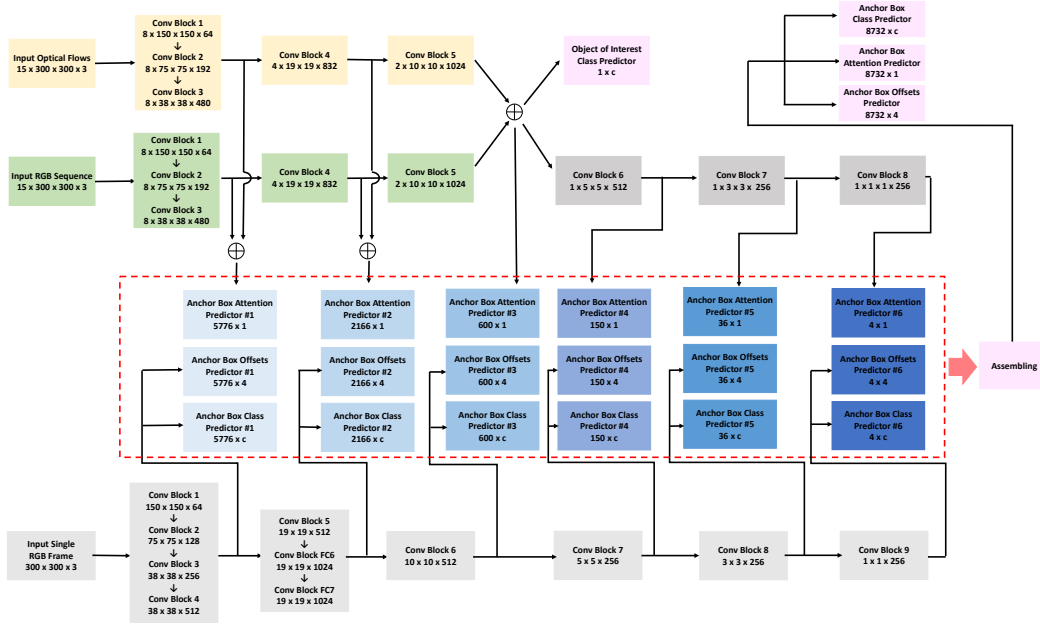 Input Optical Flows
15 x 300 x 300 x 3
Conv Block 1
8 x 150 x 150 x 64
↓
Conv Block 2
8 x 75 x 75 x 192
↓
Conv Block 3
8 x 38 x 38 x 480
Conv Block 4
4 x 19 x 19 x 832
Conv Block 5
2 x 10 x 10 x 1024
Object of Interest
Class Predictor
1 x c
Anchor Box
Class Predictor
8732 x c
Anchor Box
Attention Predictor
8732 x 1
Anchor Box Offsets
Predictor
8732 x 4
Input RGB Sequence
15 x 300 x 300 x 3
Conv Block 1
8 x 150 x 150 x 64
↓
Conv Block 2
8 x 75 x 75 x 192
↓
Conv Block 3
8 x 38 x 38 x 480
Conv Block 4
4 x 19 x 19 x 832
Conv Block 5
2 x 10 x 10 x 1024
Conv Block 6
1 x 5 x 5 x 512
Conv Block 7
1 x 3 x 3 x 256
Conv Block 8
1 x 1 x 1 x 256
Anchor Box Attention
Predictor #1
5776 x 1
Anchor Box Attention
Predictor #2
2166 x 1
Anchor Box Attention
Predictor #3
600 x 1
Anchor Box Attention
Predictor #4
150 x 1
Anchor Box Attention
Predictor #5
36 x 1
Anchor Box Attention
Predictor #6
4 x 1
Anchor Box Offsets
Predictor #1
5776 x 4
Anchor Box Offsets
Predictor #2
2166 x 4
Anchor Box Offsets
Predictor #3
600 x 4
Anchor Box Offsets
Predictor #4
150 x 4
Anchor Box Offsets
Predictor #5
36 x 4
Anchor Box Offsets
Predictor #6
4 x 4
Assembling
Anchor Box Class
Predictor #1
5776 x c
Anchor Box Class
Predictor #2
2166 x c
Anchor Box Class
Predictor #3
600 x c
Anchor Box Class
Predictor #4
150 x c
Anchor Box Class
Predictor #5
36 x c
Anchor Box Class
Predictor #6
4 x c
Input Single
RGB Frame
300 x 300 x 3
Conv Block 1
150 x 150 x 64
↓
Conv Block 2
75 x 75 x 128
↓
Conv Block 3
38 x 38 x 256
↓
Conv Block 4
38 x 38 x 512
Conv Block 5
19 x 19 x 512
↓
Conv Block FC6
19 x 19 x 1024
↓
Conv Block FC7
19 x 19 x 1024
Conv Block 6
10 x 10 x 512
Conv Block 7
5 x 5 x 256
Conv Block 8
3 x 3 x 256
Conv Block 9
1 x 1 x 256